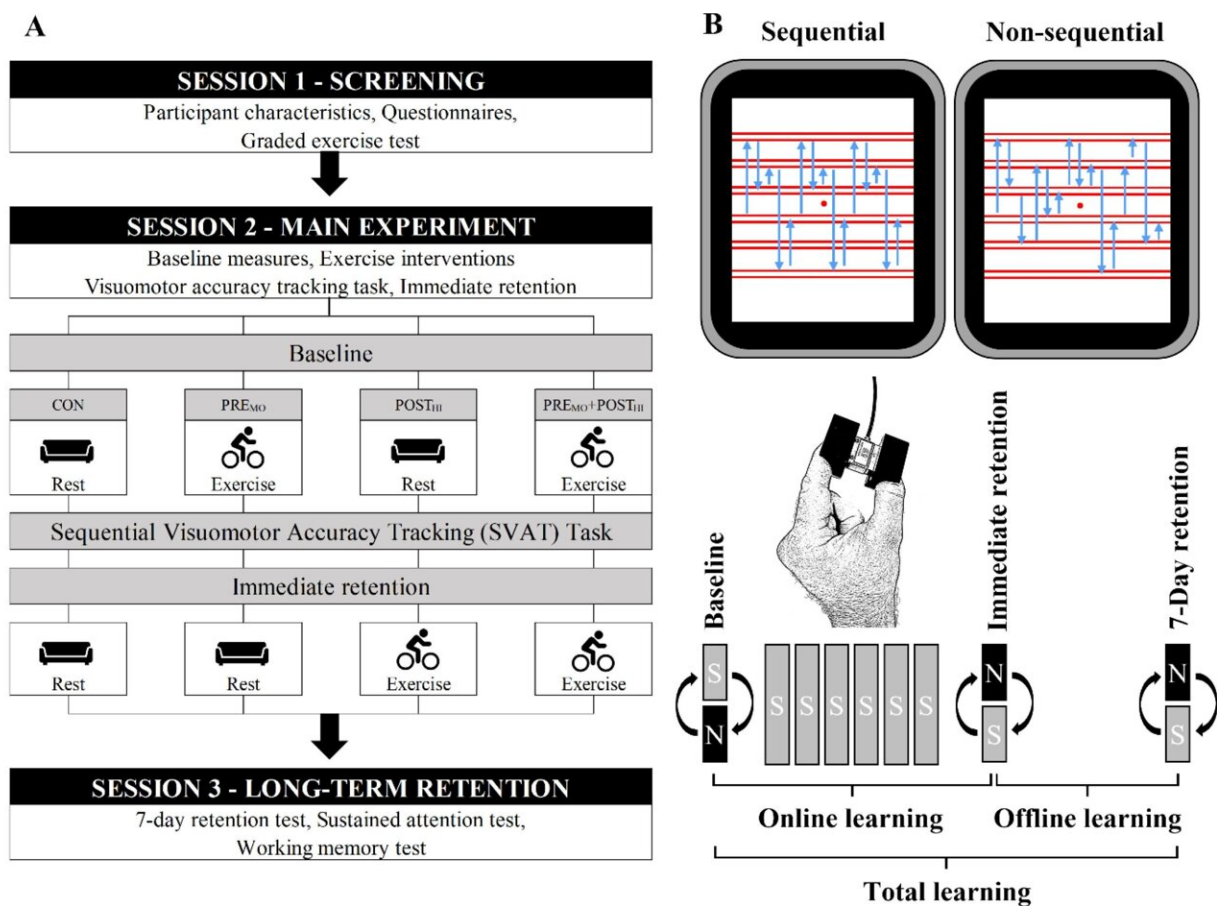 A
SESSION 1 - SCREENING
Participant characteristics, Questionnaires,
Graded exercise test
SESSION 2 - MAIN EXPERIMENT
Baseline measures, Exercise interventions
Visuomotor accuracy tracking task, Immediate retention
Baseline
CON
PREMO
POSTHI
PREMO+POSTHI
Rest
Exercise
Rest
Exercise
Sequential Visuomotor Accuracy Tracking (SVAT) Task
Immediate retention
Rest
Rest
Exercise
Exercise
SESSION 3 - LONG-TERM RETENTION
7-day retention test, Sustained attention test,
Working memory test
B
Sequential
Non-sequential
Baseline
Immediate retention
7-Day retention
S
N
S
S
S
S
S
S
N
S
N
S
Online learning
Offline learning
Total learning